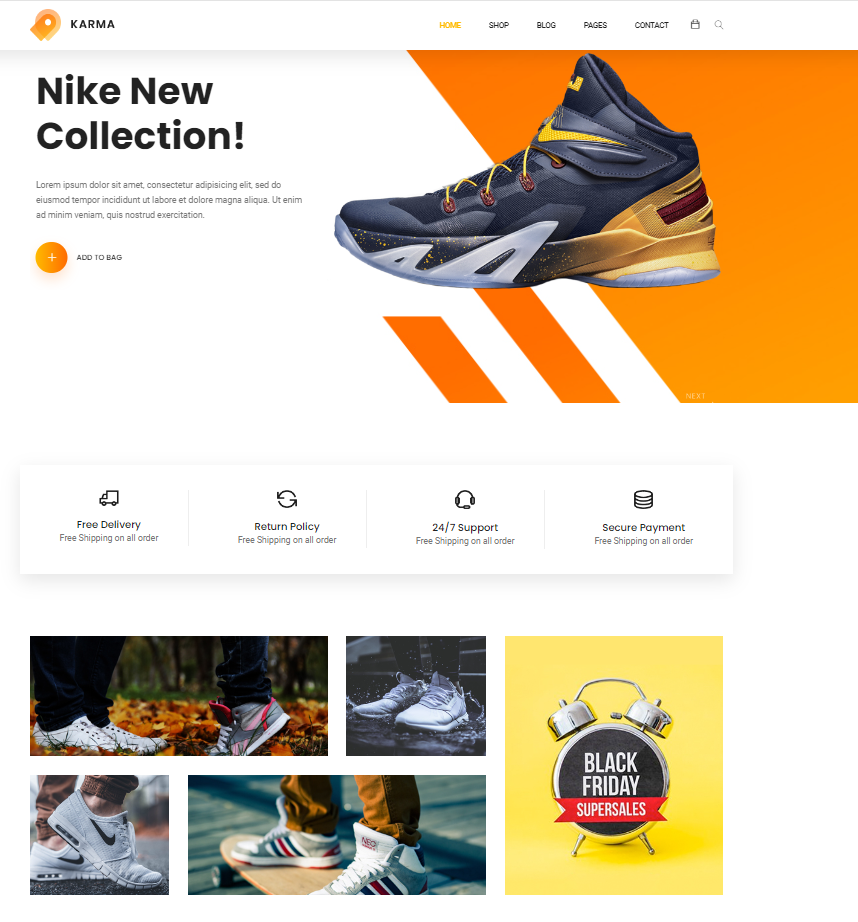 KARMA
HOME SHOP BLOG PAGES CONTACT
Nike New
Collection!
Lorem ipsum dolor sit amet, consectetur adipisicing elit, sed do
eiusmod tempor incididunt ut labore et dolore magna aliqua. Ut enim
ad minim veniam, quis nostrud exercitation.
ADD TO BAG
NEXT
Free Delivery
Free Shipping on all order
Return Policy
Free Shipping on all order
24/7 Support
Free Shipping on all order
Secure Payment
Free Shipping on all order
NEO
BLACK
FRIDAY
SUPERSALES